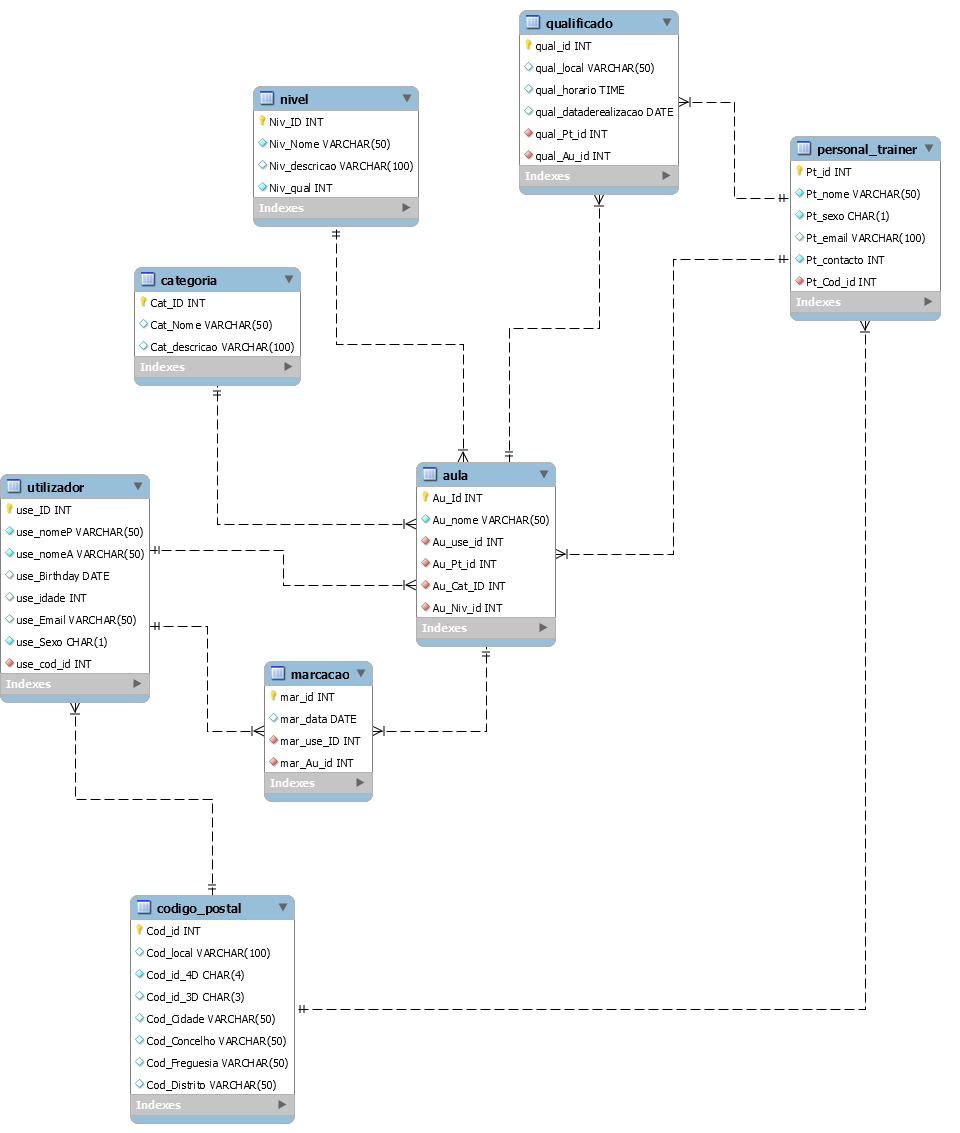 qualificado
qual_id INT
qual_local VARCHAR(50)
qual_horario TIME
qual_dataderealizacao DATE
qual_Pt_id INT
qual_Au_id INT
Indexes
nivel
Niv_ID INT
Niv_Nome VARCHAR(50)
Niv_descricao VARCHAR(100)
Niv_qual INT
Indexes
personal_trainer
Pt_id INT
Pt_nome VARCHAR(50)
Pt_sexo CHAR(1)
Pt_email VARCHAR(100)
Pt_contacto INT
Pt_Cod_id INT
Indexes
categoria
Cat_ID INT
Cat_Nome VARCHAR(50)
Cat_descricao VARCHAR(100)
Indexes
aula
Au_Id INT
Au_nome VARCHAR(50)
Au_use_id INT
Au_Pt_id INT
Au_Cat_ID INT
Au_Niv_id INT
Indexes
utilizador
use_ID INT
use_nomeP VARCHAR(50)
use_nomeA VARCHAR(50)
use_Birthday DATE
use_idade INT
use_Email VARCHAR(50)
use_Sexo CHAR(1)
use_cod_id INT
Indexes
marcacao
mar_id INT
mar_data DATE
mar_use_ID INT
mar_Au_id INT
Indexes
codigo_postal
Cod_id INT
Cod_local VARCHAR(100)
Cod_id_4D CHAR(4)
Cod_id_3D CHAR(3)
Cod_Cidade VARCHAR(50)
Cod_Concelho VARCHAR(50)
Cod_Freguesia VARCHAR(50)
Cod_Distrito VARCHAR(50)
Indexes